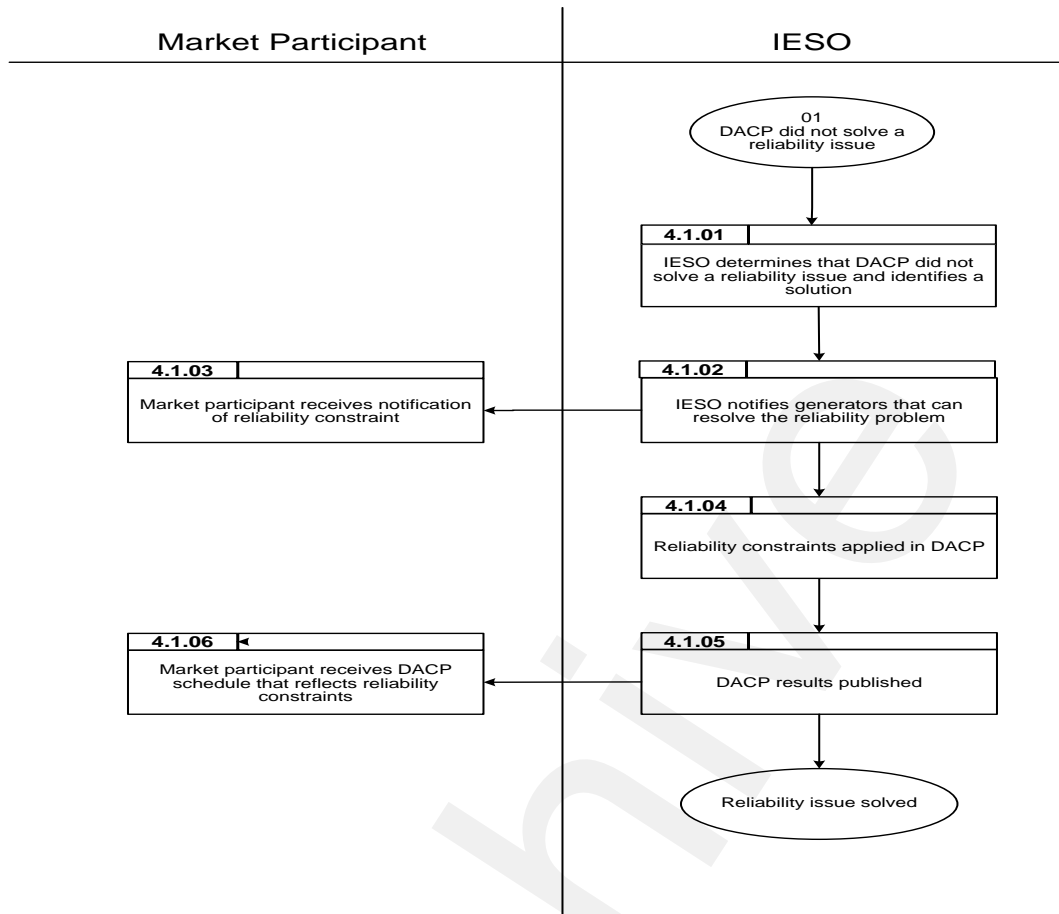 Market Participant
IESO
01
DACP did not solve a
reliability issue
4.1.01
IESO determines that DACP did not
solve a reliability issue and identifies a
solution
4.1.03
Market participant receives notification
of reliability constraint
4.1.02
IESO notifies generators that can
resolve the reliability problem
4.1.04
Reliability constraints applied in DACP
4.1.06
Market participant receives DACP
schedule that reflects reliability
constraints
4.1.05
DACP results published
Reliability issue solved
hive